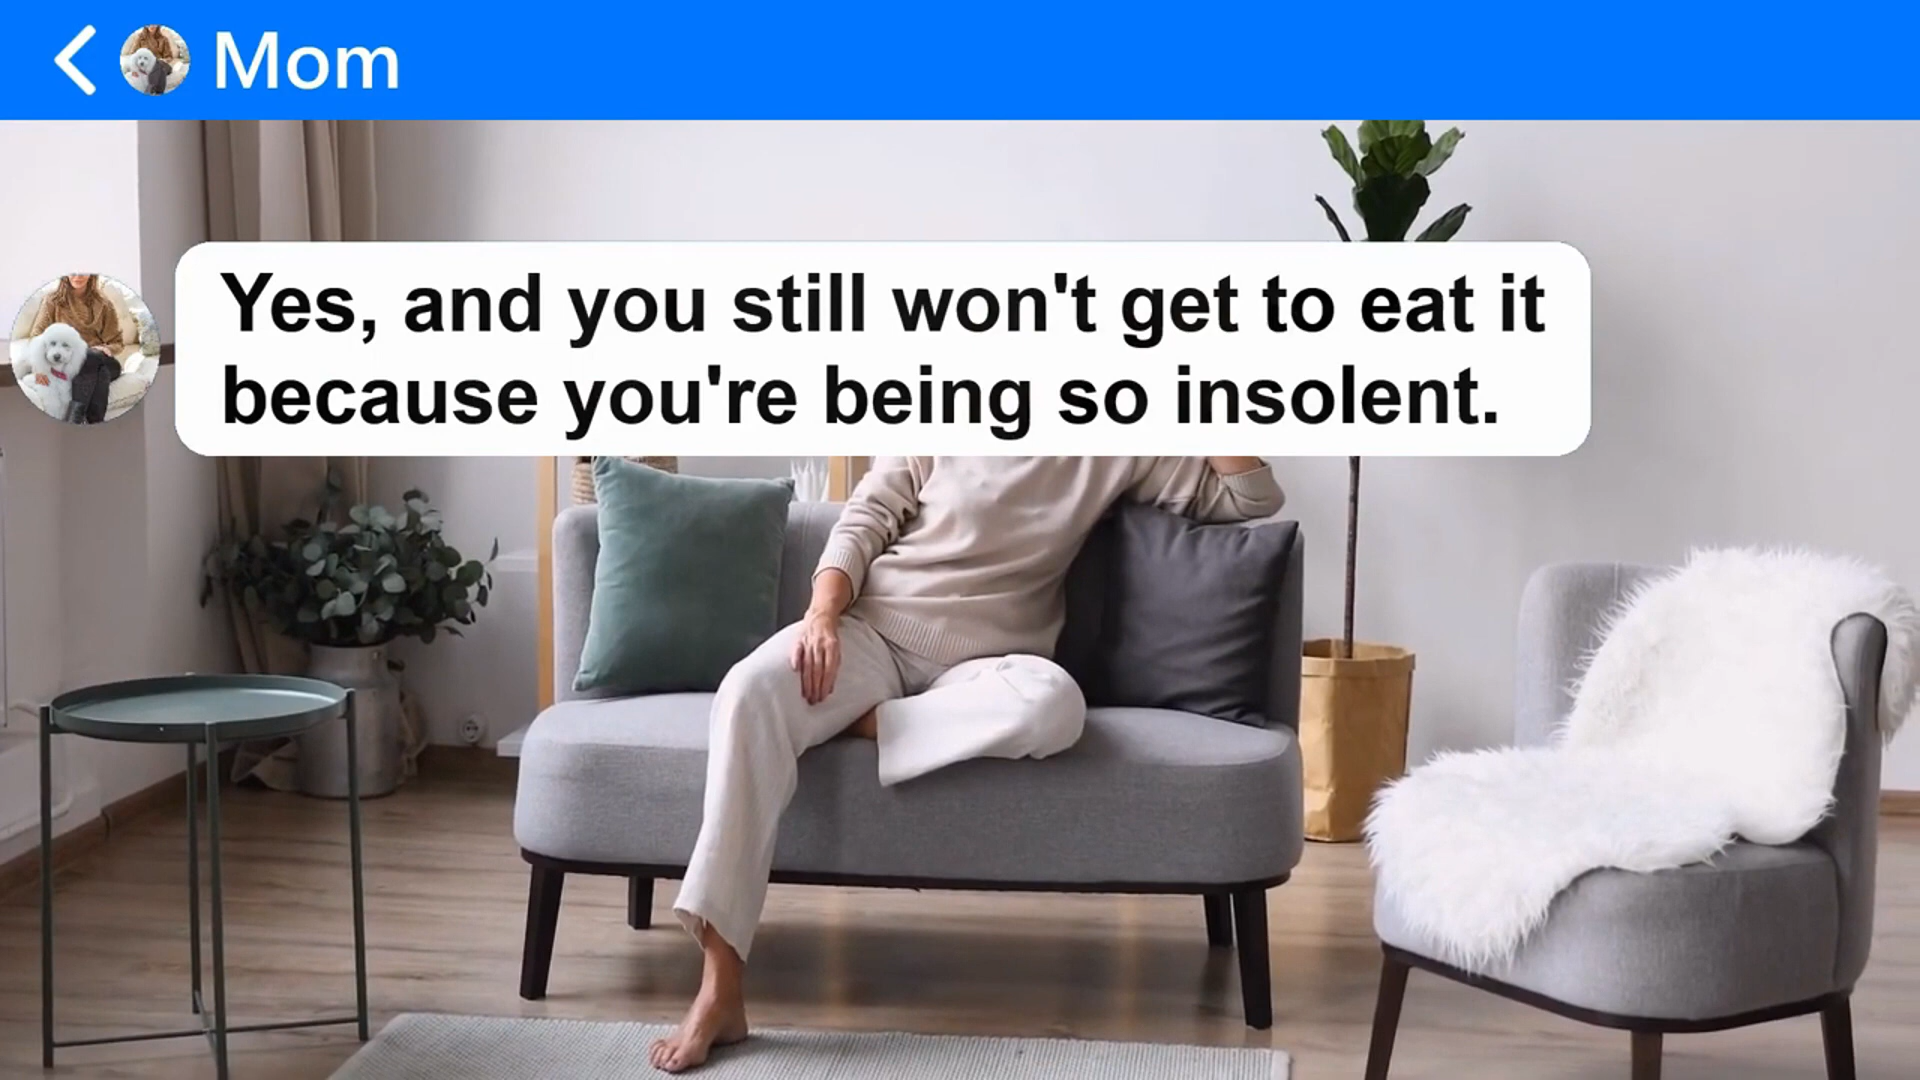 Mom
Yes, and you still won't get to eat it
because you're being so insolent.